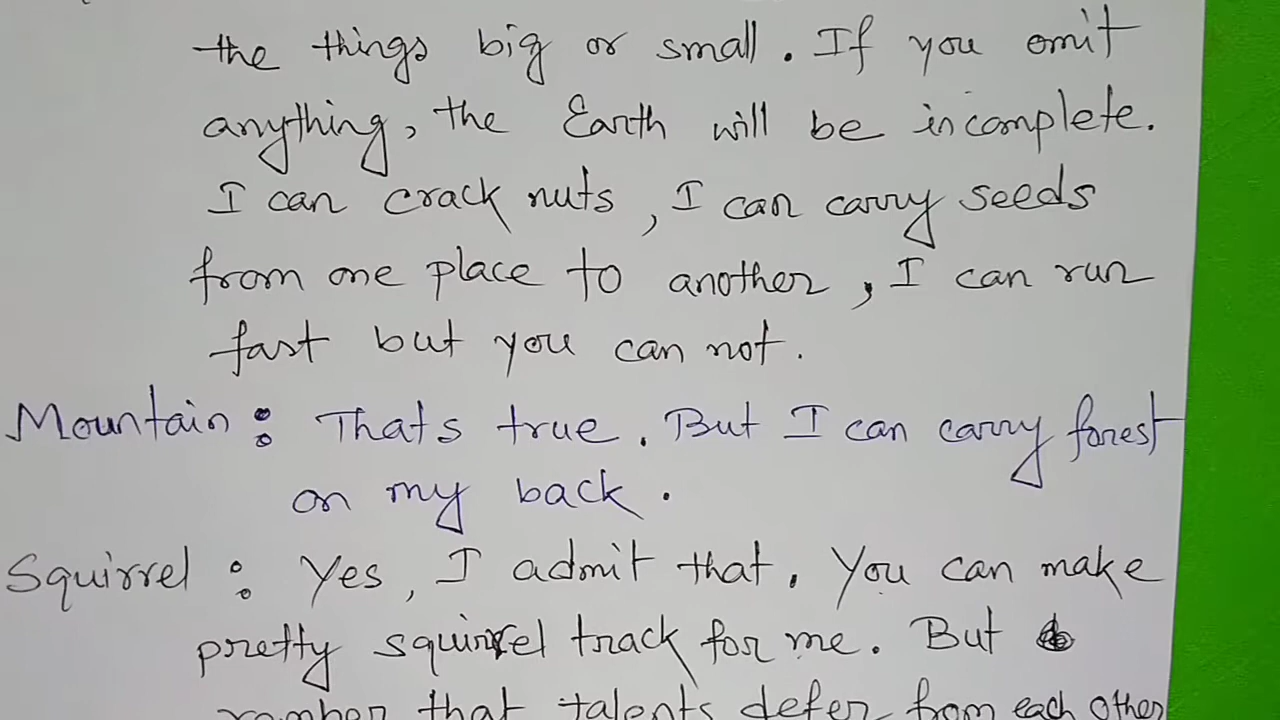 the things big or small. If you omit
anything, the Earth will be incomplete.
I can crack nuts, I can carry seeds
from one place to another, I can run
fast but you can not.
Mountain: Thats true. But I can carry forest
on my back.
Squirrel: Yes, I admit that. You can make
pretty squirrel track for me. But
rember that talents defer from each other